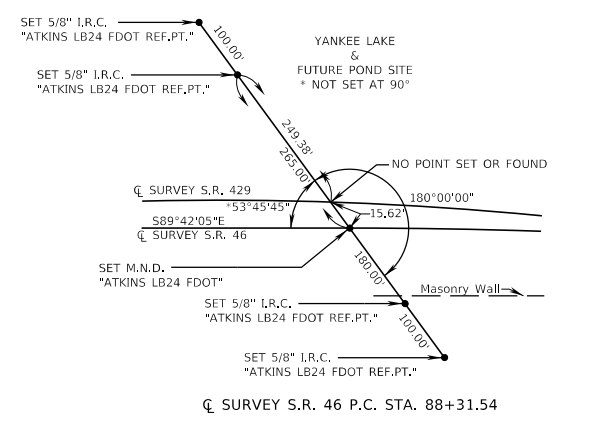 SET 5/8" I.R.C.
"ATKINS LB24 FDOT REF.PT."
100.00'
YANKEE LAKE
&
FUTURE POND SITE
* NOT SET AT 90°
SET 5/8" I.R.C.
"ATKINS LB24 FDOT REF.PT."
249.38'
265.00'
NO POINT SET OR FOUND
℄ SURVEY S.R. 429
180°00'00"
*53°45'45"
15.62'
S89°42'05"E
℄ SURVEY S.R. 46
SET M.N.D.
"ATKINS LB24 FDOT"
180.00'
Masonry Wall
SET 5/8" I.R.C.
"ATKINS LB24 FDOT REF.PT."
100.00'
SET 5/8" I.R.C.
"ATKINS LB24 FDOT REF.PT."
℄ SURVEY S.R. 46 P.C. STA. 88+31.54